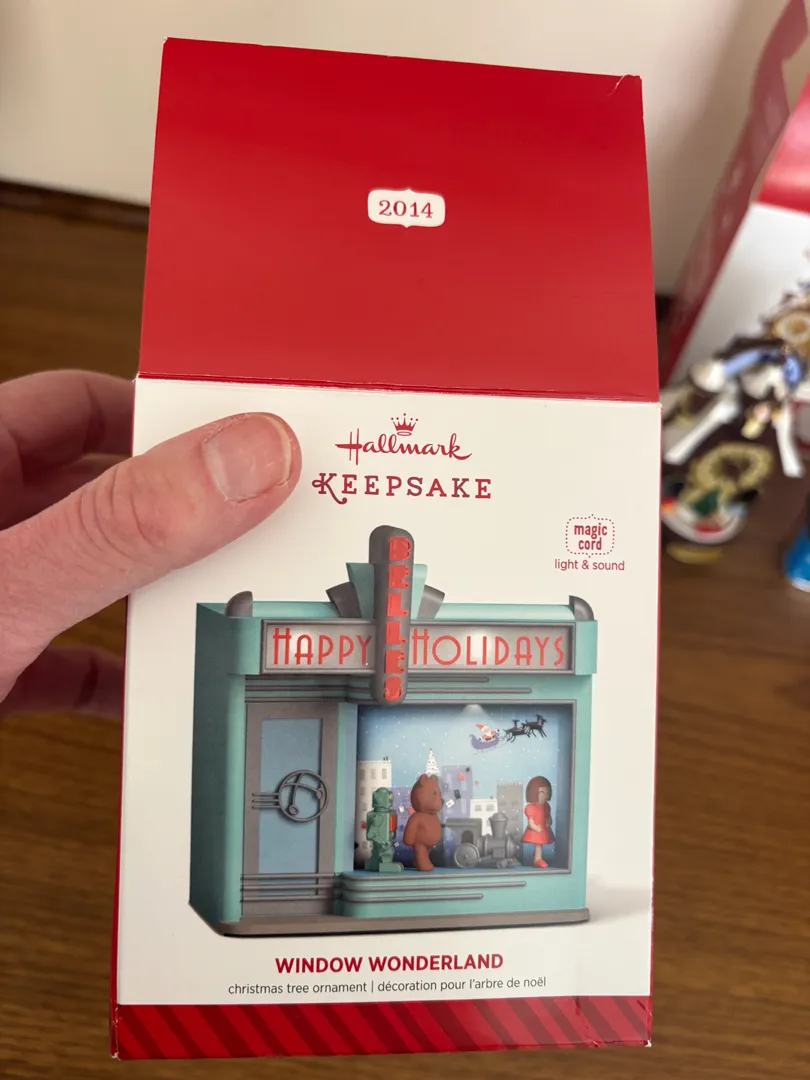 2014
Hallmark
KEEPSAKE
magic
cord
light & sound
BELLES
HAPPY HOLIDAYS
WINDOW WONDERLAND
christmas tree ornament | décoration pour l'arbre de noël